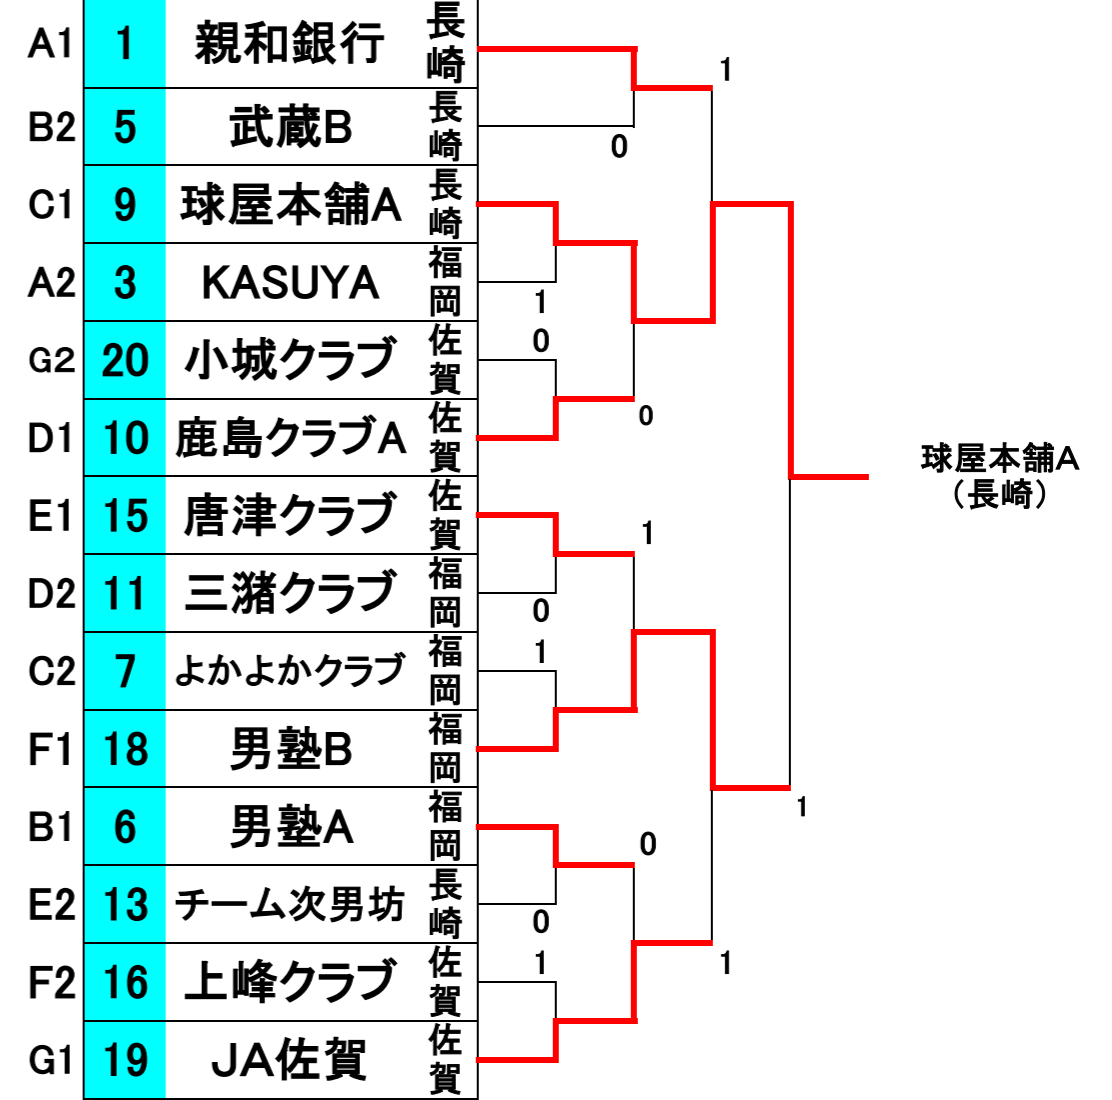 A1 1 親和銀行 長崎
B2 5 武蔵B 長崎
C1 9 球屋本舗A 長崎
A2 3 KASUYA 福岡
G2 20 小城クラブ 佐賀
D1 10 鹿島クラブA 佐賀
E1 15 唐津クラブ 佐賀
D2 11 三潴クラブ 福岡
C2 7 よかよかクラブ 福岡
F1 18 男塾B 福岡
B1 6 男塾A 福岡
E2 13 チーム次男坊 長崎
F2 16 上峰クラブ 佐賀
G1 19 JA佐賀 佐賀
1
0
1
0
0
1
0
1
0
0
1
1
1
球屋本舗A
（長崎）